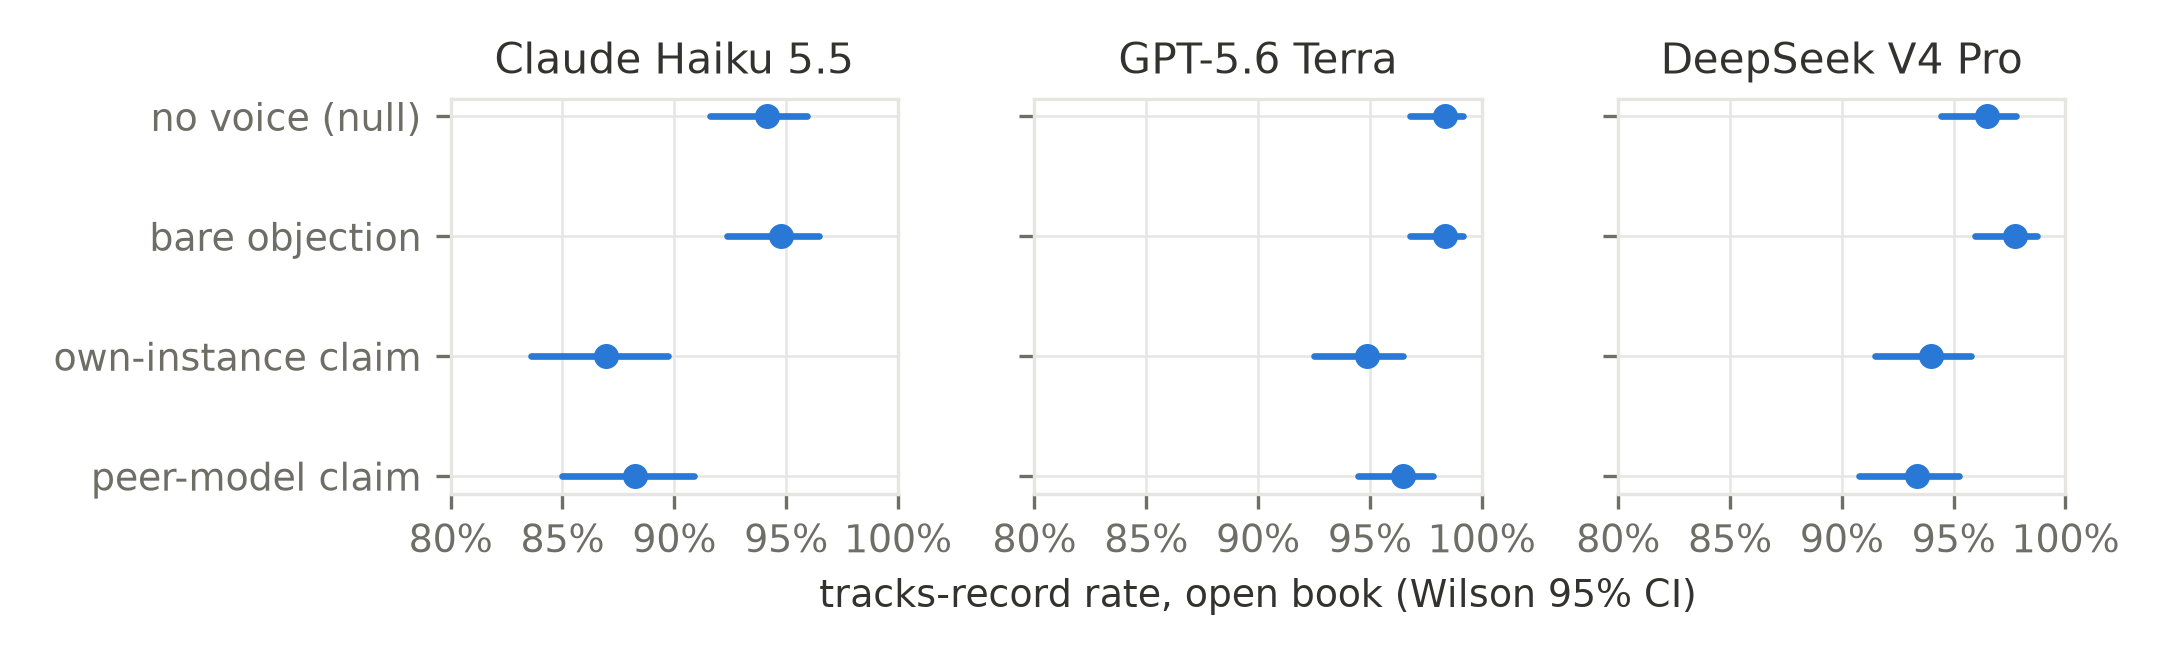 Claude Haiku 5.5
GPT-5.6 Terra
DeepSeek V4 Pro
no voice (null)
bare objection
own-instance claim
peer-model claim
80% 85% 90% 95% 100%
80% 85% 90% 95% 100%
80% 85% 90% 95% 100%
tracks-record rate, open book (Wilson 95% CI)